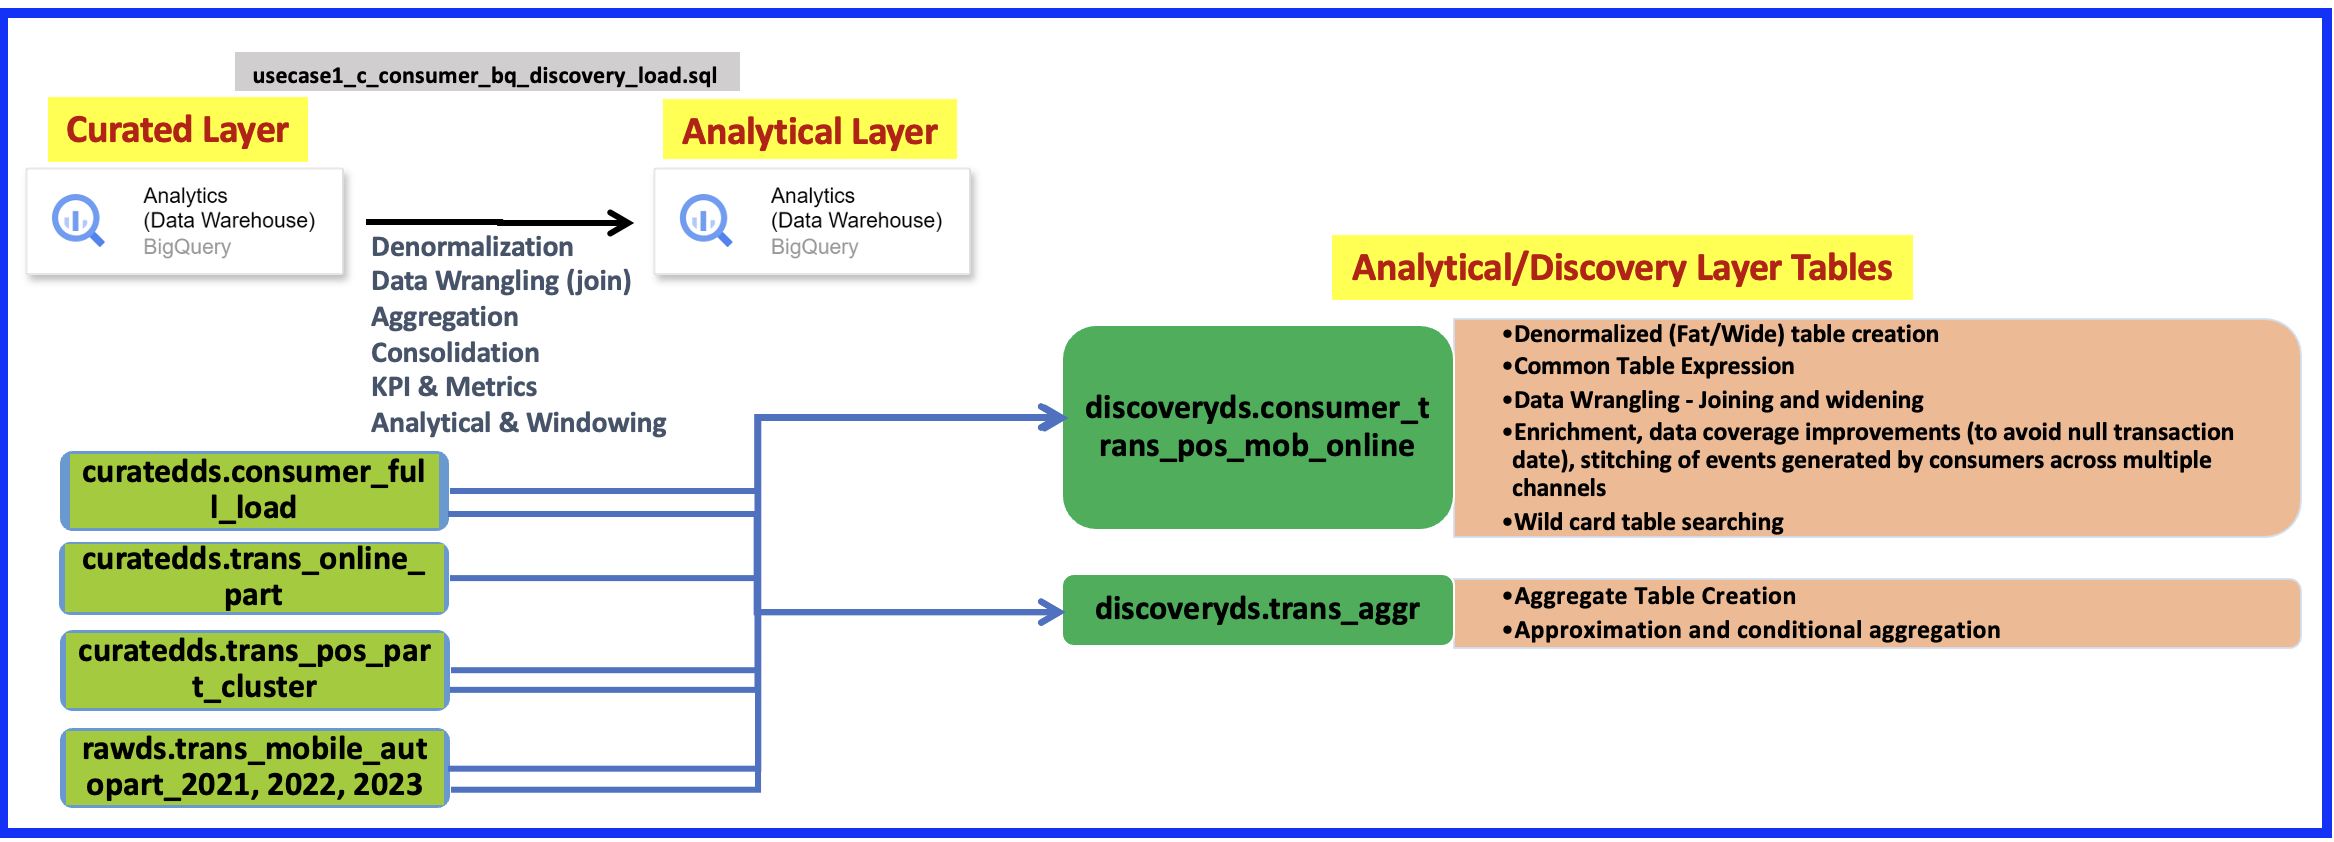 usecase1_c_consumer_bq_discovery_load.sql
Curated Layer
Analytical Layer
Analytics
(Data Warehouse)
BigQuery
Analytics
(Data Warehouse)
BigQuery
Denormalization
Data Wrangling (join)
Aggregation
Consolidation
KPI & Metrics
Analytical & Windowing
curatedds.consumer_ful
l_load
curatedds.trans_online_
part
curatedds.trans_pos_par
t_cluster
rawds.trans_mobile_aut
opart_2021, 2022, 2023
Analytical/Discovery Layer Tables
discoveryds.consumer_t
rans_pos_mob_online
•Denormalized (Fat/Wide) table creation
•Common Table Expression
•Data Wrangling - Joining and widening
•Enrichment, data coverage improvements (to avoid null transaction
date), stitching of events generated by consumers across multiple
channels
•Wild card table searching
discoveryds.trans_aggr
•Aggregate Table Creation
•Approximation and conditional aggregation